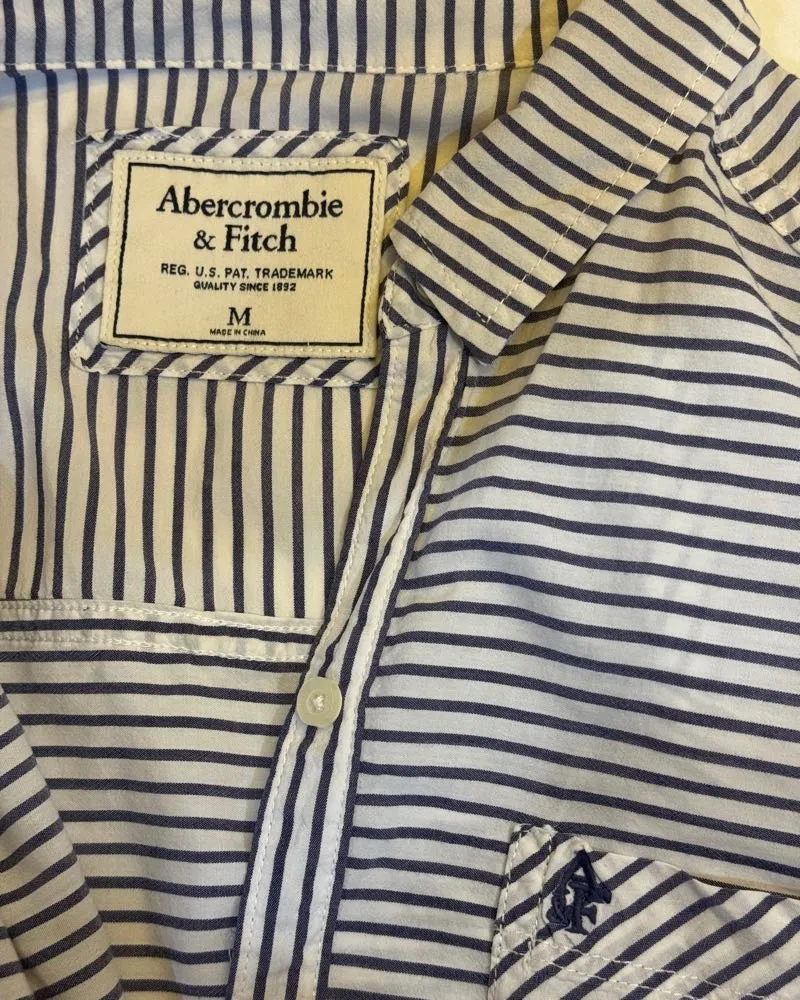 Abercrombie
& Fitch
REG. U.S. PAT. TRADEMARK
QUALITY SINCE 1892
M
MADE IN CHINA
A&F